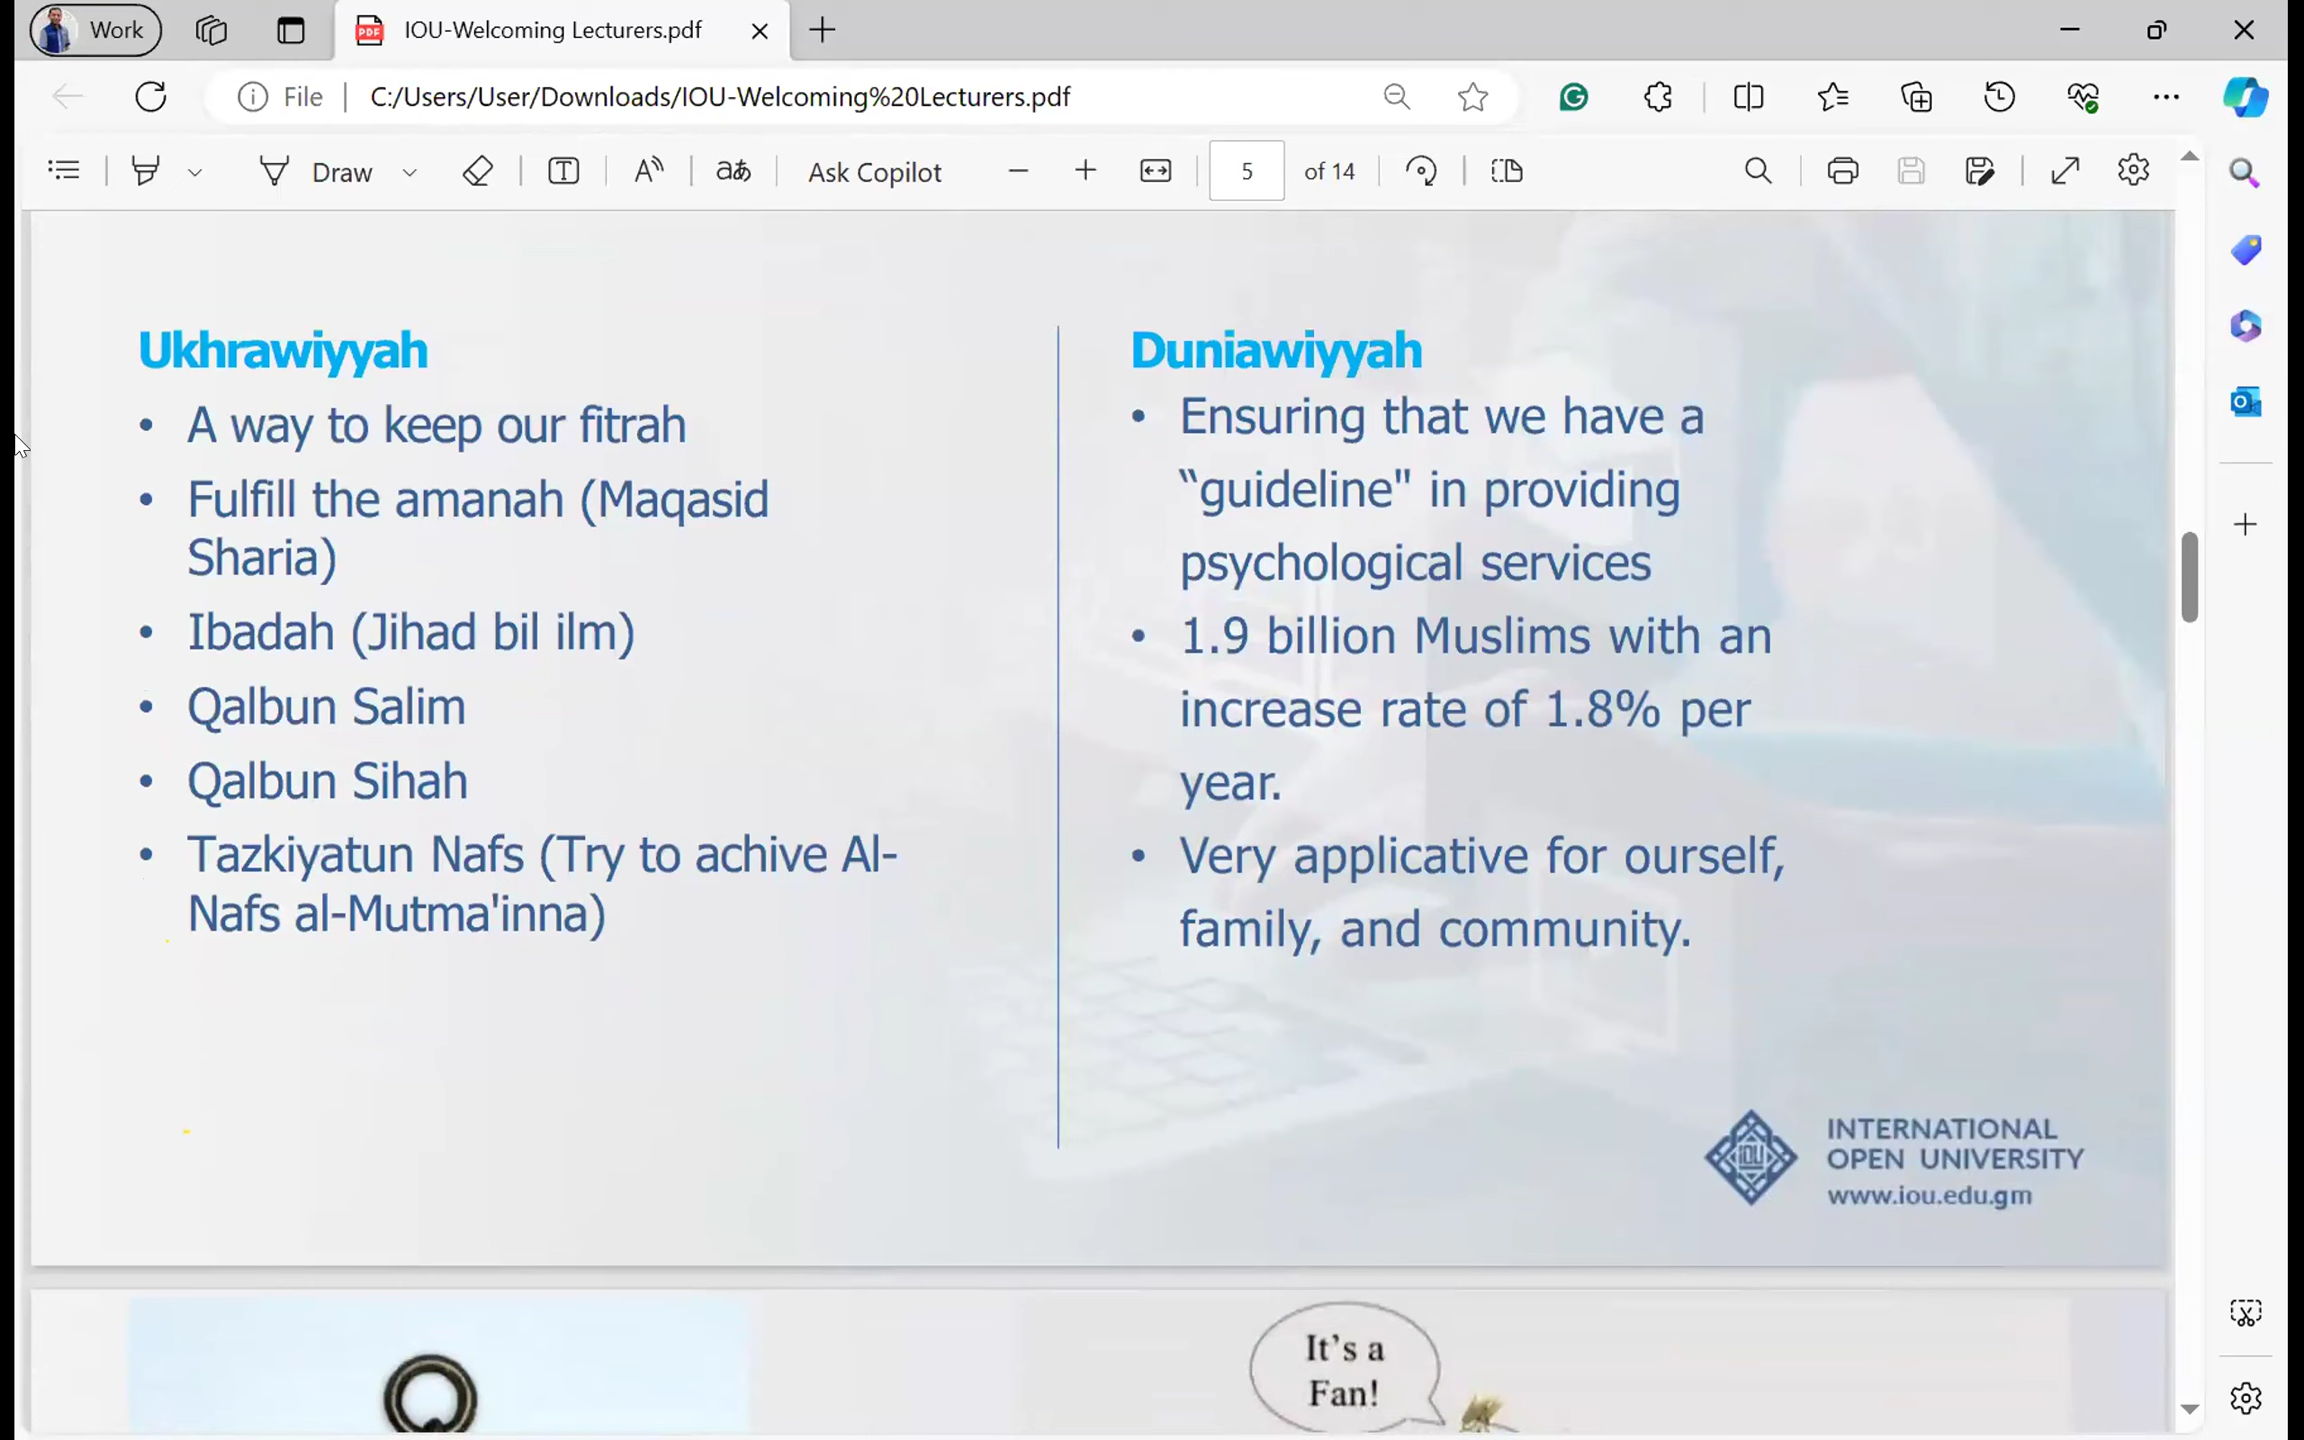 Work
IOU-Welcoming Lecturers.pdf
File
C:/Users/User/Downloads/IOU-Welcoming%20Lecturers.pdf
Draw
Ask Copilot
5
of 14
Ukhrawiyyah
• A way to keep our fitrah
• Fulfill the amanah (Maqasid
Sharia)
• Ibadah (Jihad bil ilm)
• Qalbun Salim
• Qalbun Sihah
• Tazkiyatun Nafs (Try to achive Al-
Nafs al-Mutma'inna)
Duniawiyyah
• Ensuring that we have a
“guideline" in providing
psychological services
• 1.9 billion Muslims with an
increase rate of 1.8% per
year.
• Very applicative for ourself,
family, and community.
IOU
INTERNATIONAL
OPEN UNIVERSITY
www.iou.edu.gm
It's a
Fan!